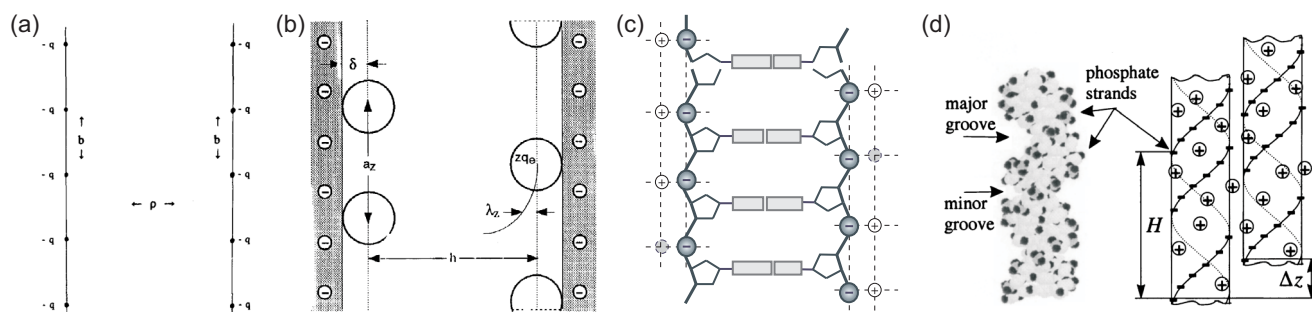 (a)
- q
- q
- q
- q
- q
- q
- q
- q
- q
- q
↑
b
↓
↑
b
↓
← ρ →
(b)
δ
a_z
zq_e
λ_z
h
(c)
(d)
major
groove
minor
groove
phosphate
strands
H
Δz